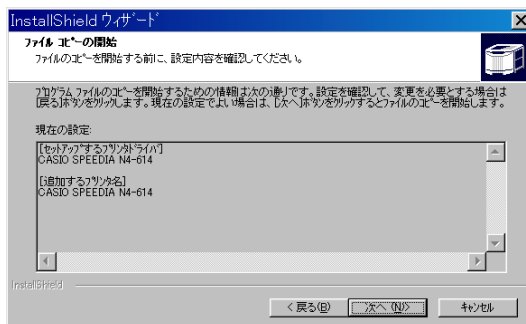 InstallShield ウィザード
ファイル コピーの開始
ファイルのコピーを開始する前に、設定内容を確認してください。
プログラム ファイルのコピーを開始するための情報は次の通りです。設定を確認して、変更を必要とする場合は
[戻る]ボタンをクリックします。現在の設定でよい場合は、[次へ]ボタンをクリックするとファイルのコピーを開始します。
現在の設定:
[セットアップするプリンタドライバ]
CASIO SPEEDIA N4-614
[追加するプリンタ名]
CASIO SPEEDIA N4-614
InstallShield
< 戻る(B)
次へ (N)>
キャンセル